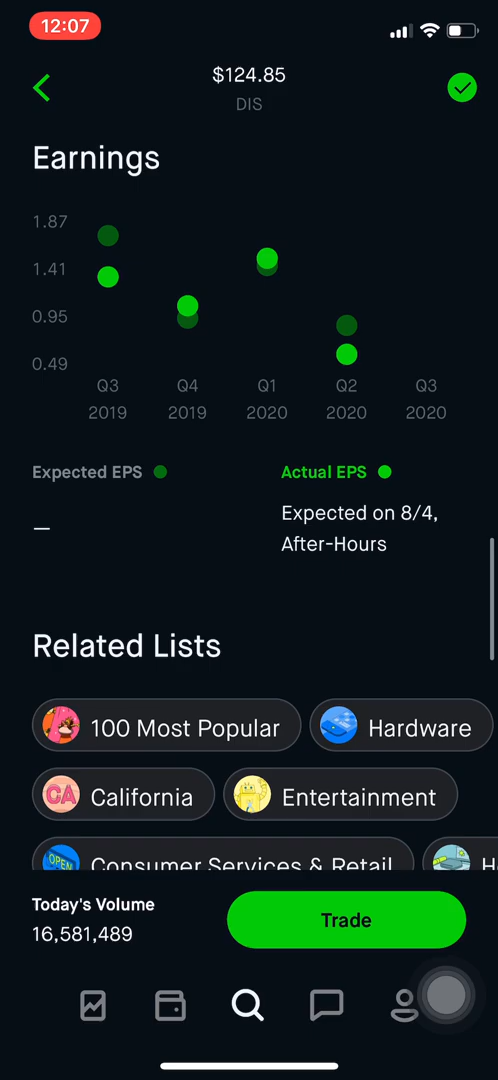 12:07
$124.85
DIS
Earnings
1.87
1.41
0.95
0.49
Q3 Q4 Q1 Q2 Q3
2019 2019 2020 2020 2020
Expected EPS Actual EPS
— Expected on 8/4,
After-Hours
Related Lists
100 Most Popular Hardware
CA California Entertainment
OPEN Consumer Services & Retail H
Today's Volume
16,581,489
Trade